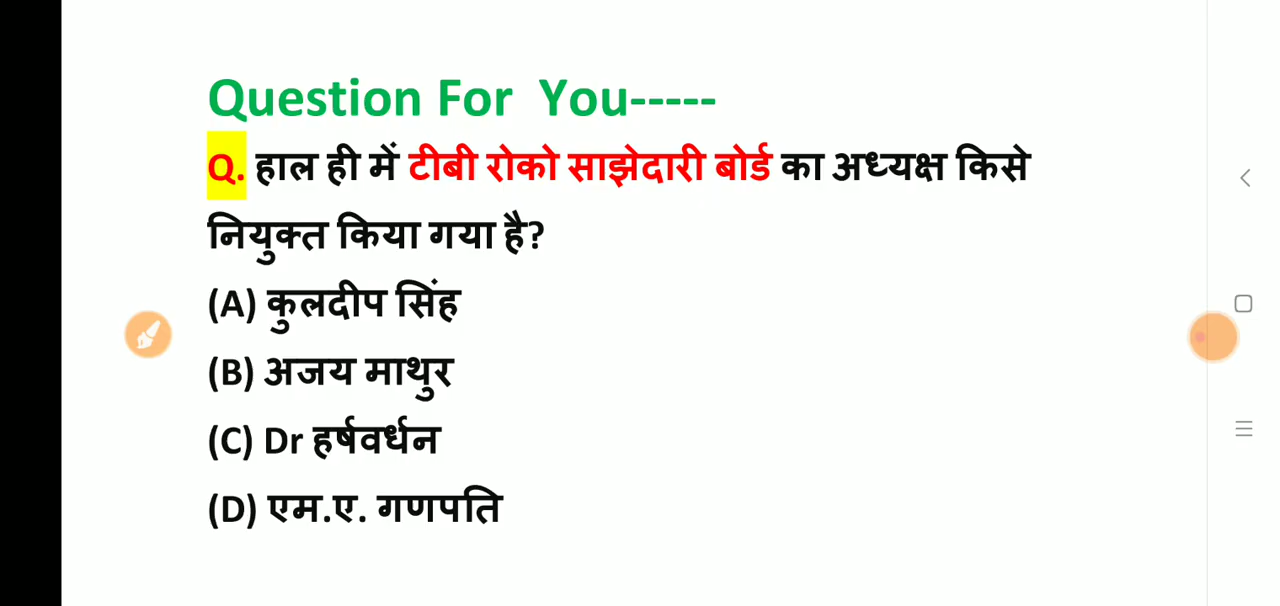 Question For You-----
Q. हाल ही में टीबी रोको साझेदारी बोर्ड का अध्यक्ष किसे
नियुक्त किया गया है?
(A) कुलदीप सिंह
(B) अजय माथुर
(C) Dr हर्षवर्धन
(D) एम.ए. गणपति